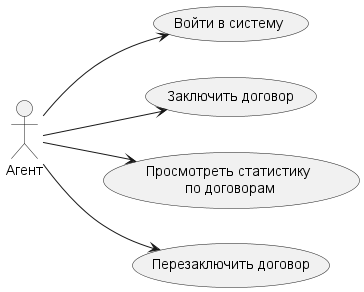 Войти в систему
Заключить договор
Агент
Просмотреть статистику
по договорам
Перезаключить договор